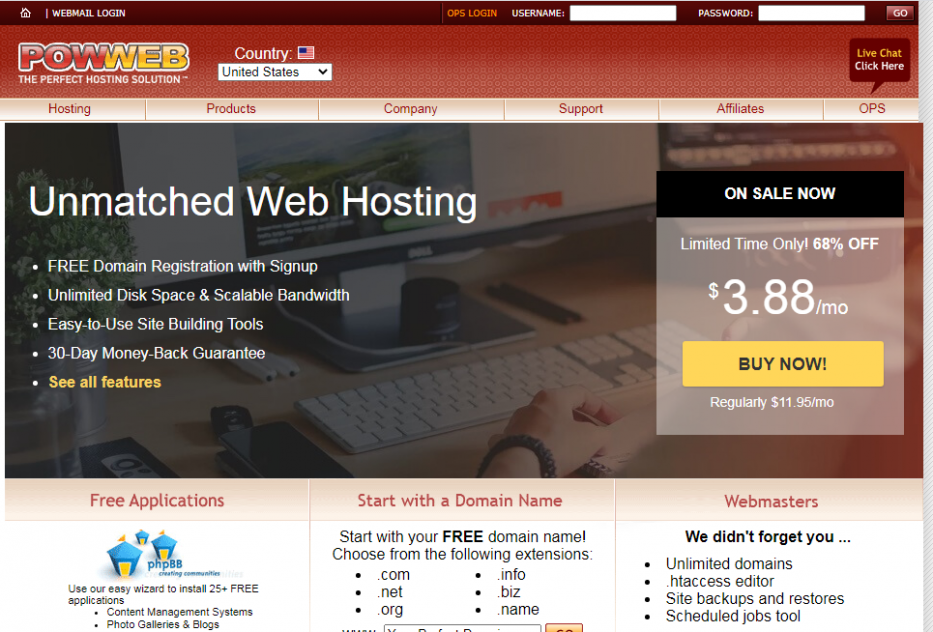 | WEBMAIL LOGIN
OPS LOGIN USERNAME: PASSWORD: GO
POWWEB
THE PERFECT HOSTING SOLUTION™
Country:
United States
Live Chat
Click Here
Hosting Products Company Support Affiliates OPS
Unmatched Web Hosting
• FREE Domain Registration with Signup
• Unlimited Disk Space & Scalable Bandwidth
• Easy-to-Use Site Building Tools
• 30-Day Money-Back Guarantee
• See all features
ON SALE NOW
Limited Time Only! 68% OFF
$3.88/mo
BUY NOW!
Regularly $11.95/mo
DELL
Free Applications
phpBB
creating communities
Use our easy wizard to install 25+ FREE
applications
• Content Management Systems
• Photo Galleries & Blogs
Start with a Domain Name
Start with your FREE domain name!
Choose from the following extensions:
• .com • .info
• .net • .biz
• .org • .name
www. Your Perfect Domain GO
Webmasters
We didn't forget you ...
• Unlimited domains
• .htaccess editor
• Site backups and restores
• Scheduled jobs tool